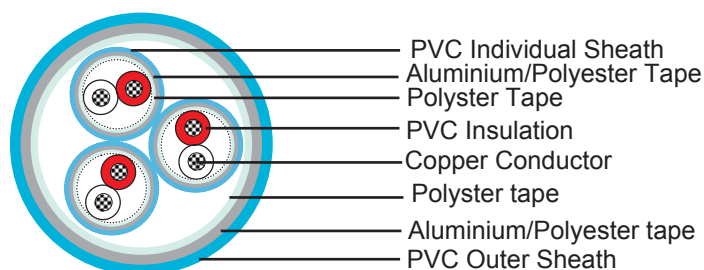 PVC Individual Sheath
Aluminium/Polyester Tape
Polyster Tape
PVC Insulation
Copper Conductor
Polyster tape
Aluminium/Polyester tape
PVC Outer Sheath